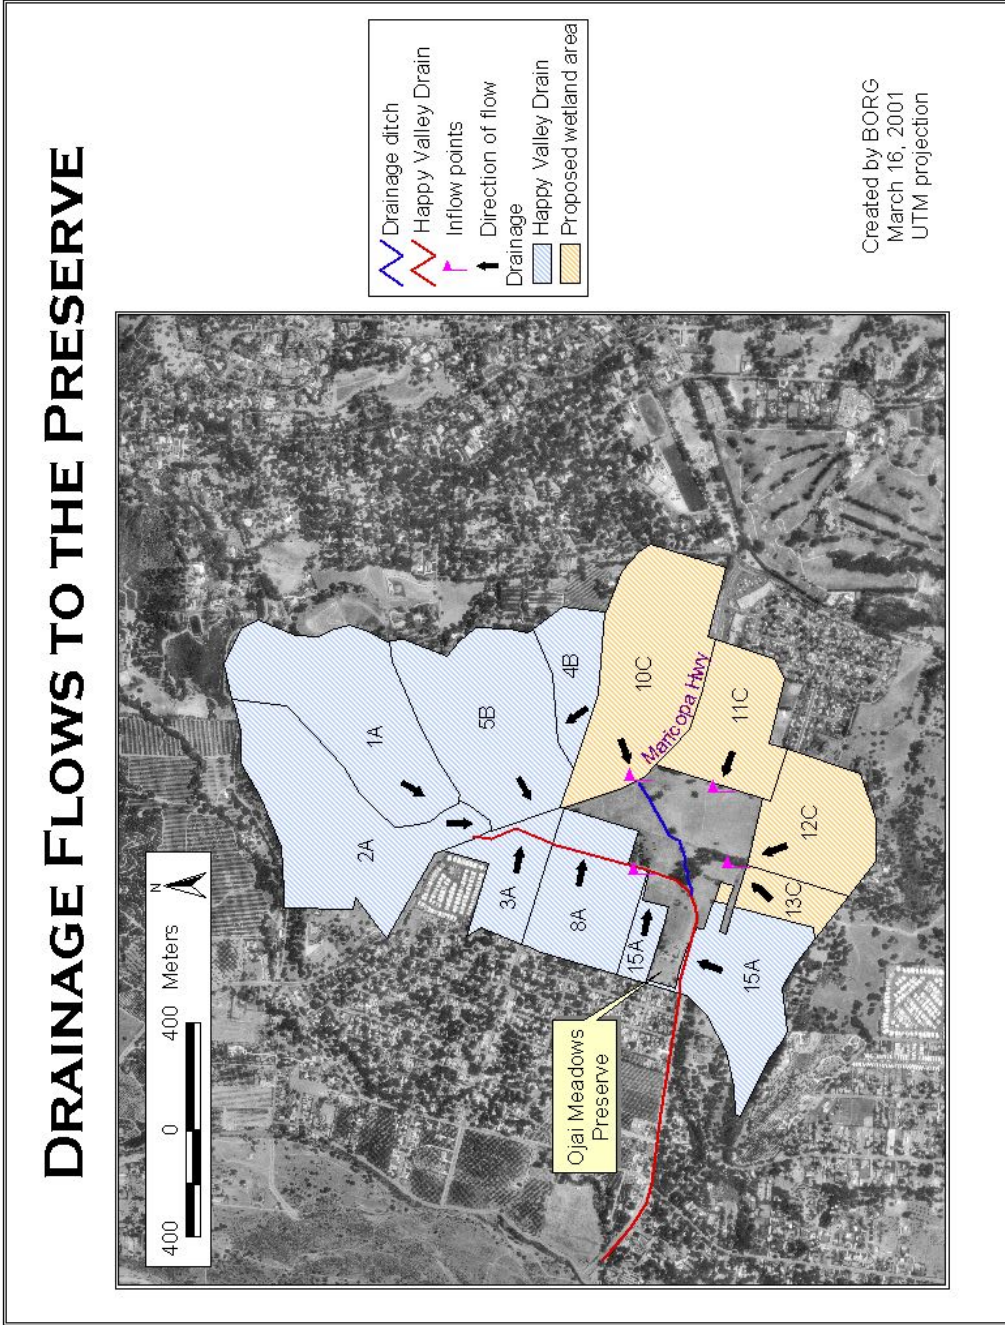 DRAINAGE FLOWS TO THE PRESERVE
400 0 400 Meters
N
2A
1A
5B
4B
3A
8A
15A
10C
Maricopa Hwy
11C
12C
13C
15A
Ojai Meadows
Preserve
Drainage ditch
Happy Valley Drain
Inflow points
Direction of flow
Drainage
Happy Valley Drain
Proposed wetland area
Created by BORG
March 16, 2001
UTM projection